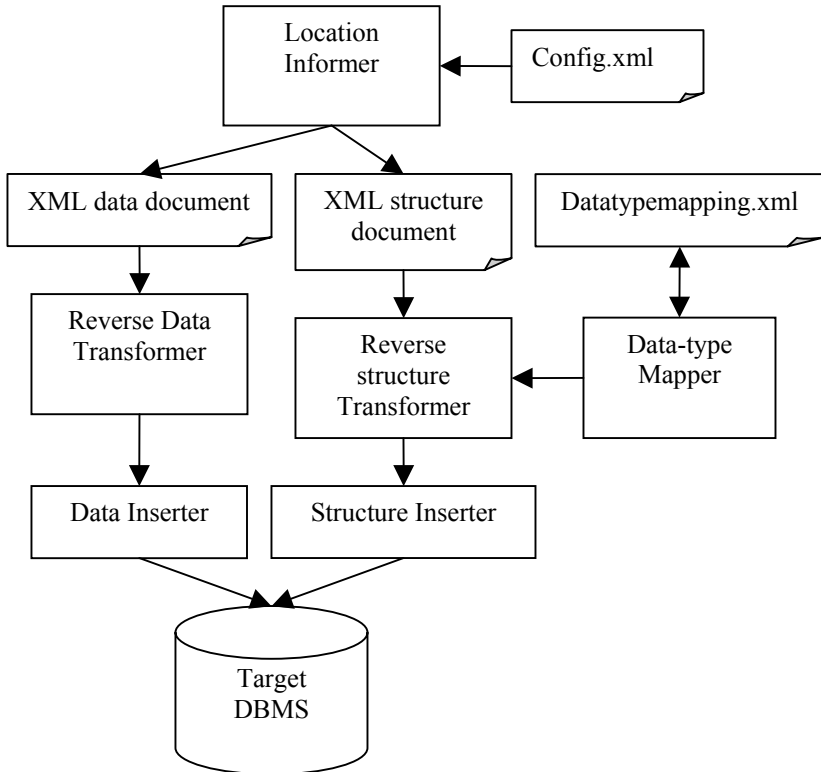 Location
Informer
Config.xml
XML data document
XML structure
document
Datatypemapping.xml
Reverse Data
Transformer
Reverse
structure
Transformer
Data-type
Mapper
Data Inserter
Structure Inserter
Target
DBMS